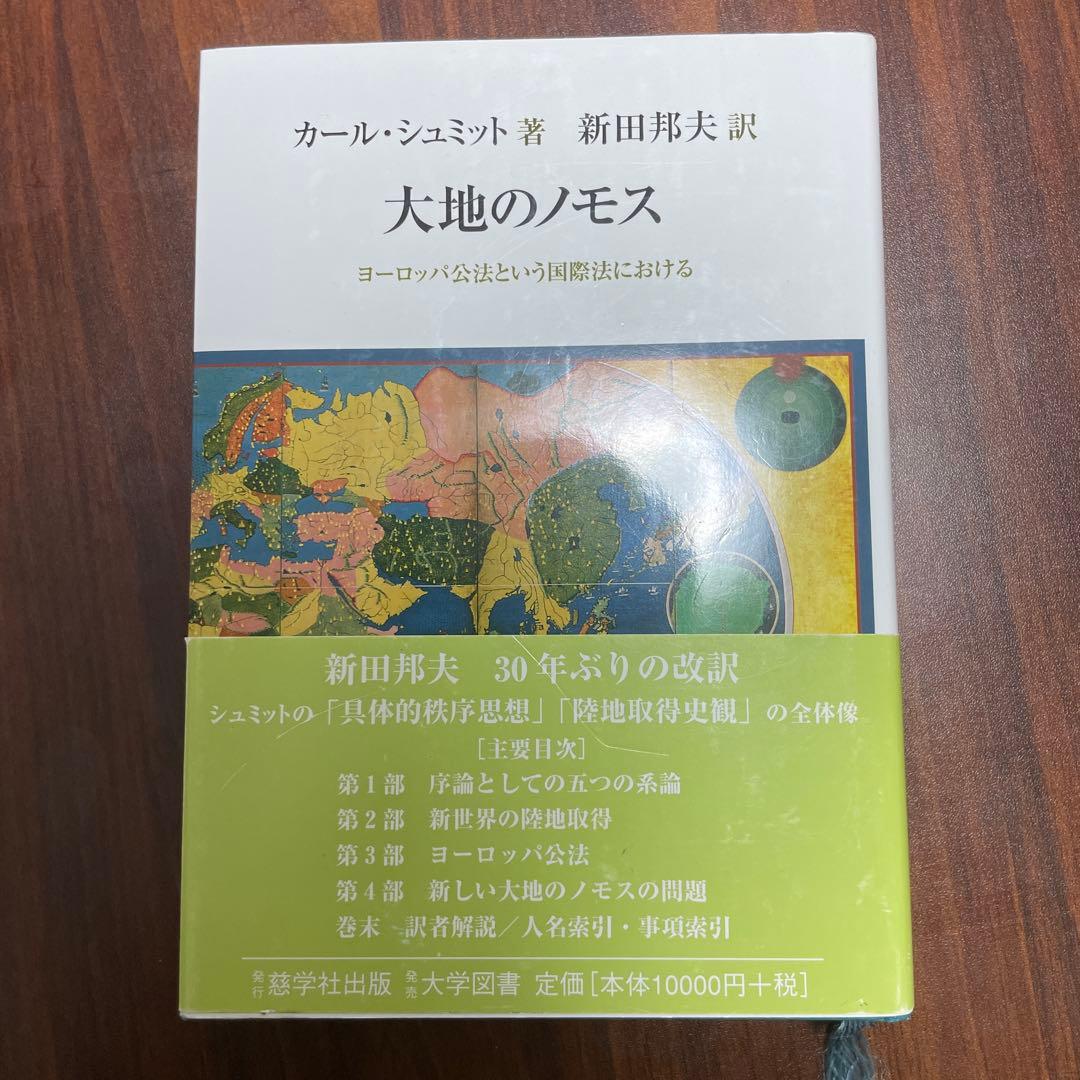 カール・シュミット 著　新田邦夫 訳
大地のノモス
ヨーロッパ公法という国際法における
新田邦夫　30年ぶりの改訳
シュミットの「具体的秩序思想」「陸地取得史観」の全体像
［主要目次］
第1部　序論としての五つの系論
第2部　新世界の陸地取得
第3部　ヨーロッパ公法
第4部　新しい大地のノモスの問題
巻末　訳者解説／人名索引・事項索引
発行 慈学社出版 発売 大学図書 定価［本体10000円＋税］